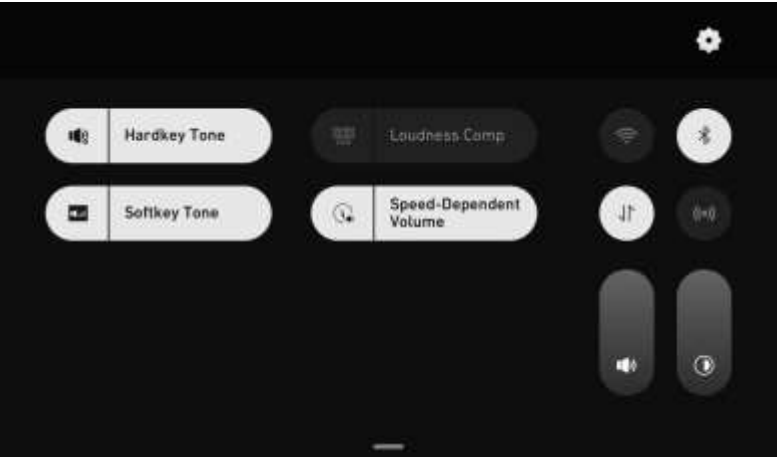 Hardkey Tone
Loudness Comp
Softkey Tone
Speed-Dependent
Volume